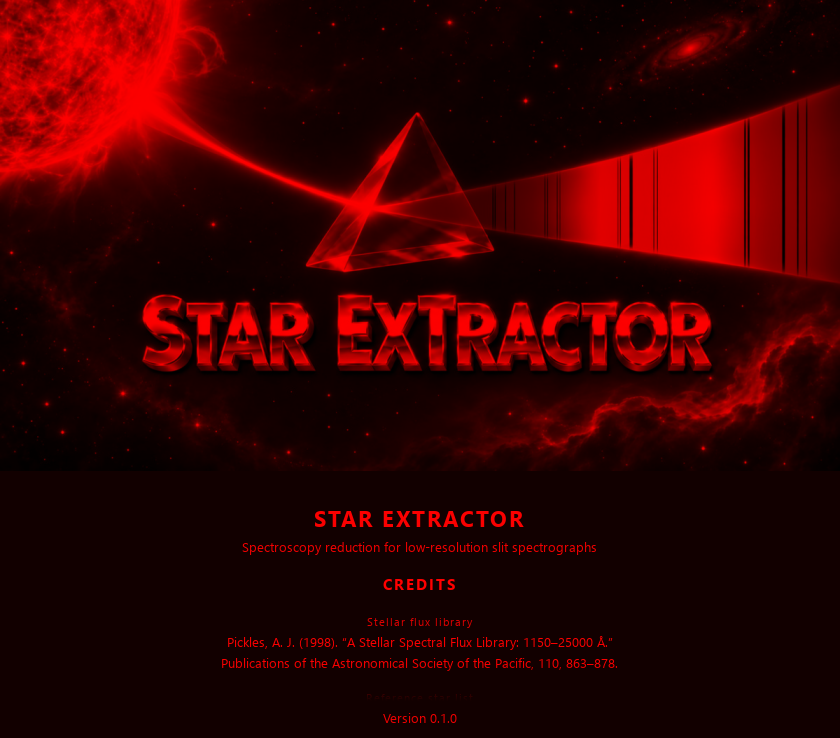 STAR EXTRACTOR
STAR EXTRACTOR
Spectroscopy reduction for low-resolution slit spectrographs
CREDITS
Stellar flux library
Pickles, A. J. (1998). "A Stellar Spectral Flux Library: 1150–25000 Å."
Publications of the Astronomical Society of the Pacific, 110, 863–878.
Version 0.1.0